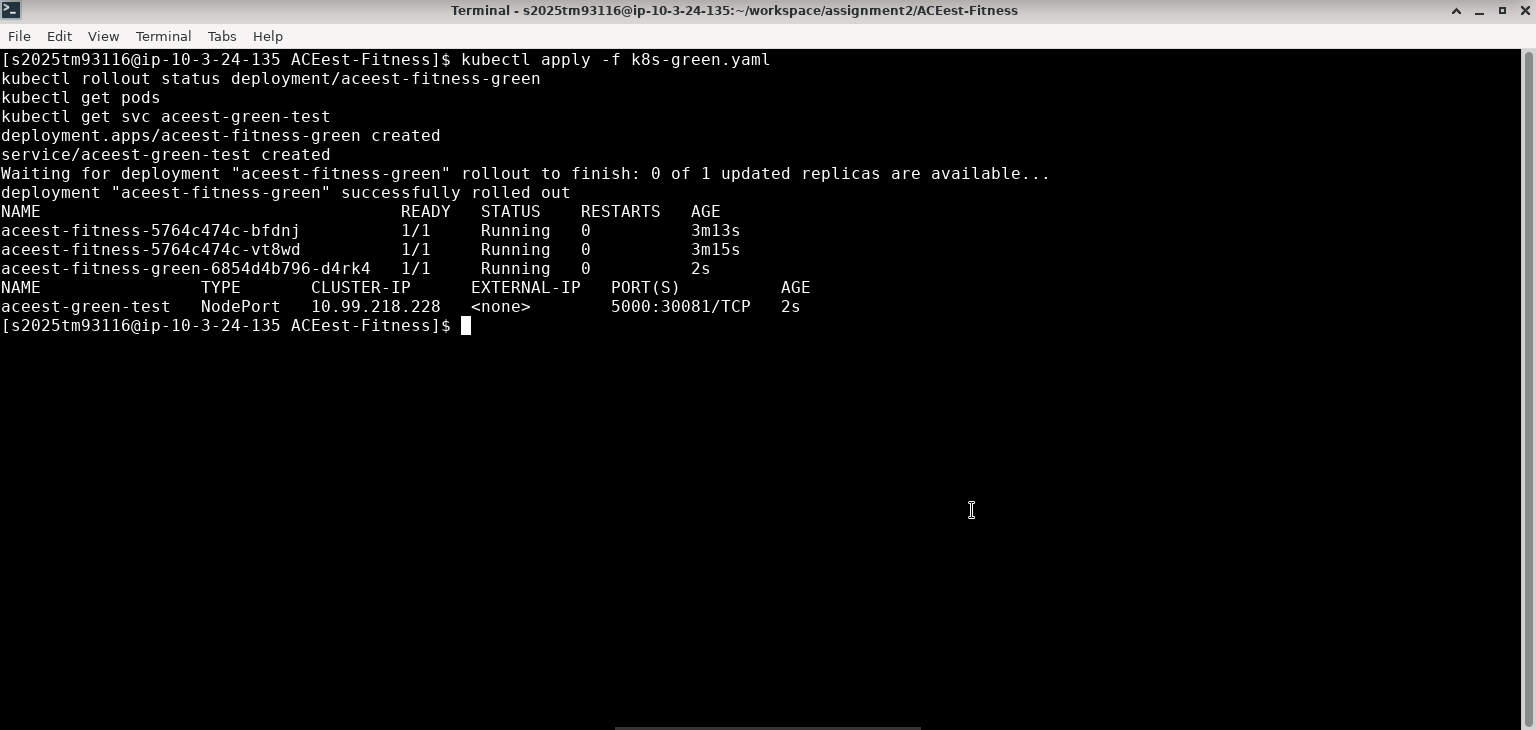 Terminal - s2025tm93116@ip-10-3-24-135:~/workspace/assignment2/ACEest-Fitness
File Edit View Terminal Tabs Help
[s2025tm93116@ip-10-3-24-135 ACEest-Fitness]$ kubectl apply -f k8s-green.yaml
kubectl rollout status deployment/aceest-fitness-green
kubectl get pods
kubectl get svc aceest-green-test
deployment.apps/aceest-fitness-green created
service/aceest-green-test created
Waiting for deployment "aceest-fitness-green" rollout to finish: 0 of 1 updated replicas are available...
deployment "aceest-fitness-green" successfully rolled out
NAME                                    READY   STATUS    RESTARTS   AGE
aceest-fitness-5764c474c-bfdnj          1/1     Running   0          3m13s
aceest-fitness-5764c474c-vt8wd          1/1     Running   0          3m15s
aceest-fitness-green-6854d4b796-d4rk4   1/1     Running   0          2s
NAME                TYPE       CLUSTER-IP      EXTERNAL-IP   PORT(S)          AGE
aceest-green-test   NodePort   10.99.218.228   <none>        5000:30081/TCP   2s
[s2025tm93116@ip-10-3-24-135 ACEest-Fitness]$